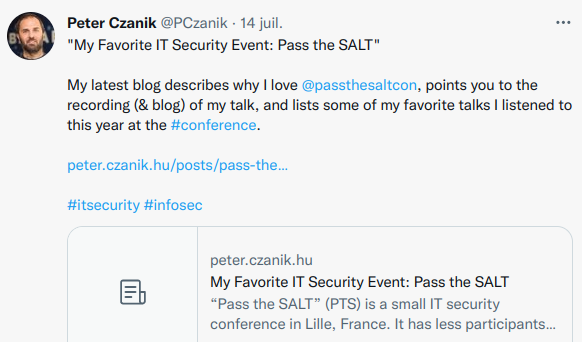 Peter Czanik @PCzanik · 14 juil.
"My Favorite IT Security Event: Pass the SALT"
My latest blog describes why I love @passthesaltcon, points you to the
recording (& blog) of my talk, and lists some of my favorite talks I listened to
this year at the #conference.
peter.czanik.hu/posts/pass-the...
#itsecurity #infosec
peter.czanik.hu
My Favorite IT Security Event: Pass the SALT
“Pass the SALT” (PTS) is a small IT security
conference in Lille, France. It has less participants...